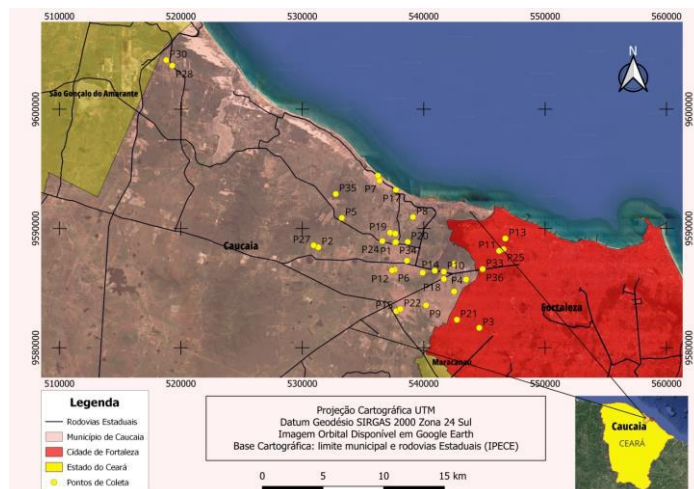 510000 520000 530000 540000 550000 560000
N
P30
P28
São Gonçalo do Amarante
9600000 9600000
P35
P7
P17
P5
P8
P19
P20
P13
9590000 9590000
P27 P2
Caucaia
P24 P1 P34
P11
P25
P14 P10
P33
P12 P6
P4
P36
P18
P22
P9
P21
P3
Fortaleza
9580000 9580000
Maracanaú
510000 520000 530000 540000 550000 560000
Legenda
Rodovias Estaduais
Município de Caucaia
Cidade de Fortaleza
Estado do Ceará
Pontos de Coleta
Projeção Cartográfica UTM
Datum Geodésio SIRGAS 2000 Zona 24 Sul
Imagem Orbital Disponível em Google Earth
Base Cartográfica: limite municipal e rodovias Estaduais (IPECE)
0 5 10 15 km
Caucaia
CEARÁ